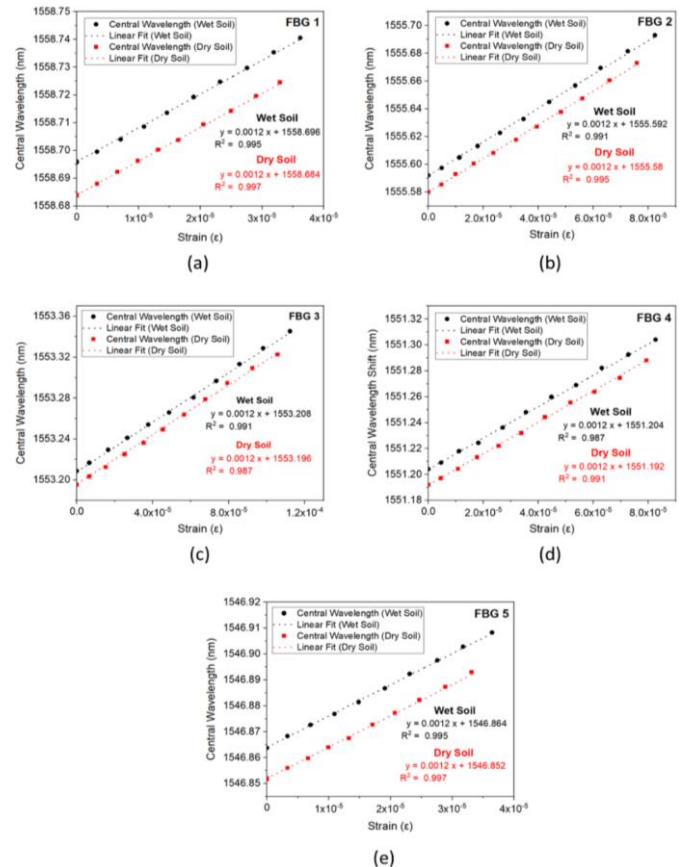 FBG 1
Central Wavelength (Wet Soil)
Linear Fit (Wet Soil)
Central Wavelength (Dry Soil)
Linear Fit (Dry Soil)
1558.75
1558.74
1558.73
1558.72
1558.71
1558.70
1558.69
1558.68
Central Wavelength (nm)
Wet Soil
y = 0.0012 x + 1558.696
R² = 0.995
Dry Soil
y = 0.0012 x + 1558.684
R² = 0.997
0 1x10⁻⁵ 2x10⁻⁵ 3x10⁻⁵ 4x10⁻⁵
Strain (ε)
(a)
FBG 2
Central Wavelength (Wet Soil)
Linear Fit (Wet Soil)
Central Wavelength (Dry Soil)
Linear Fit (Dry Soil)
1555.70
1555.68
1555.66
1555.64
1555.62
1555.60
1555.58
Central Wavelength (nm)
Wet Soil
y = 0.0012 x + 1555.592
R² = 0.991
Dry Soil
y = 0.0012 x + 1555.58
R² = 0.995
0.0 2.0x10⁻⁵ 4.0x10⁻⁵ 6.0x10⁻⁵ 8.0x10⁻⁵
Strain (ε)
(b)
FBG 3
Central Wavelength (Wet Soil)
Linear Fit (Wet Soil)
Central Wavelength (Dry Soil)
Linear Fit (Dry Soil)
1553.36
1553.32
1553.28
1553.24
1553.20
Central Wavelength (nm)
Wet Soil
y = 0.0012 x + 1553.208
R² = 0.991
Dry Soil
y = 0.0012 x + 1553.196
R² = 0.987
0.0 4.0x10⁻⁵ 8.0x10⁻⁵ 1.2x10⁻⁴
Strain (ε)
(c)
FBG 4
Central Wavelength (Wet Soil)
Linear Fit (Wet Soil)
Central Wavelength (Dry Soil)
Linear Fit (Dry Soil)
1551.32
1551.30
1551.28
1551.26
1551.24
1551.22
1551.20
1551.18
Central Wavelength Shift (nm)
Wet Soil
y = 0.0012 x + 1551.204
R² = 0.987
Dry Soil
y = 0.0012 x + 1551.192
R² = 0.991
0.0 2.0x10⁻⁵ 4.0x10⁻⁵ 6.0x10⁻⁵ 8.0x10⁻⁵
Strain (ε)
(d)
FBG 5
Central Wavelength (Wet Soil)
Linear Fit (Wet Soil)
Central Wavelength (Dry Soil)
Linear Fit (Dry Soil)
1546.92
1546.91
1546.90
1546.89
1546.88
1546.87
1546.86
1546.85
Central Wavelength (nm)
Wet Soil
y = 0.0012 x + 1546.864
R² = 0.995
Dry Soil
y = 0.0012 x + 1546.852
R² = 0.997
0 1x10⁻⁵ 2x10⁻⁵ 3x10⁻⁵ 4x10⁻⁵
Strain (ε)
(e)